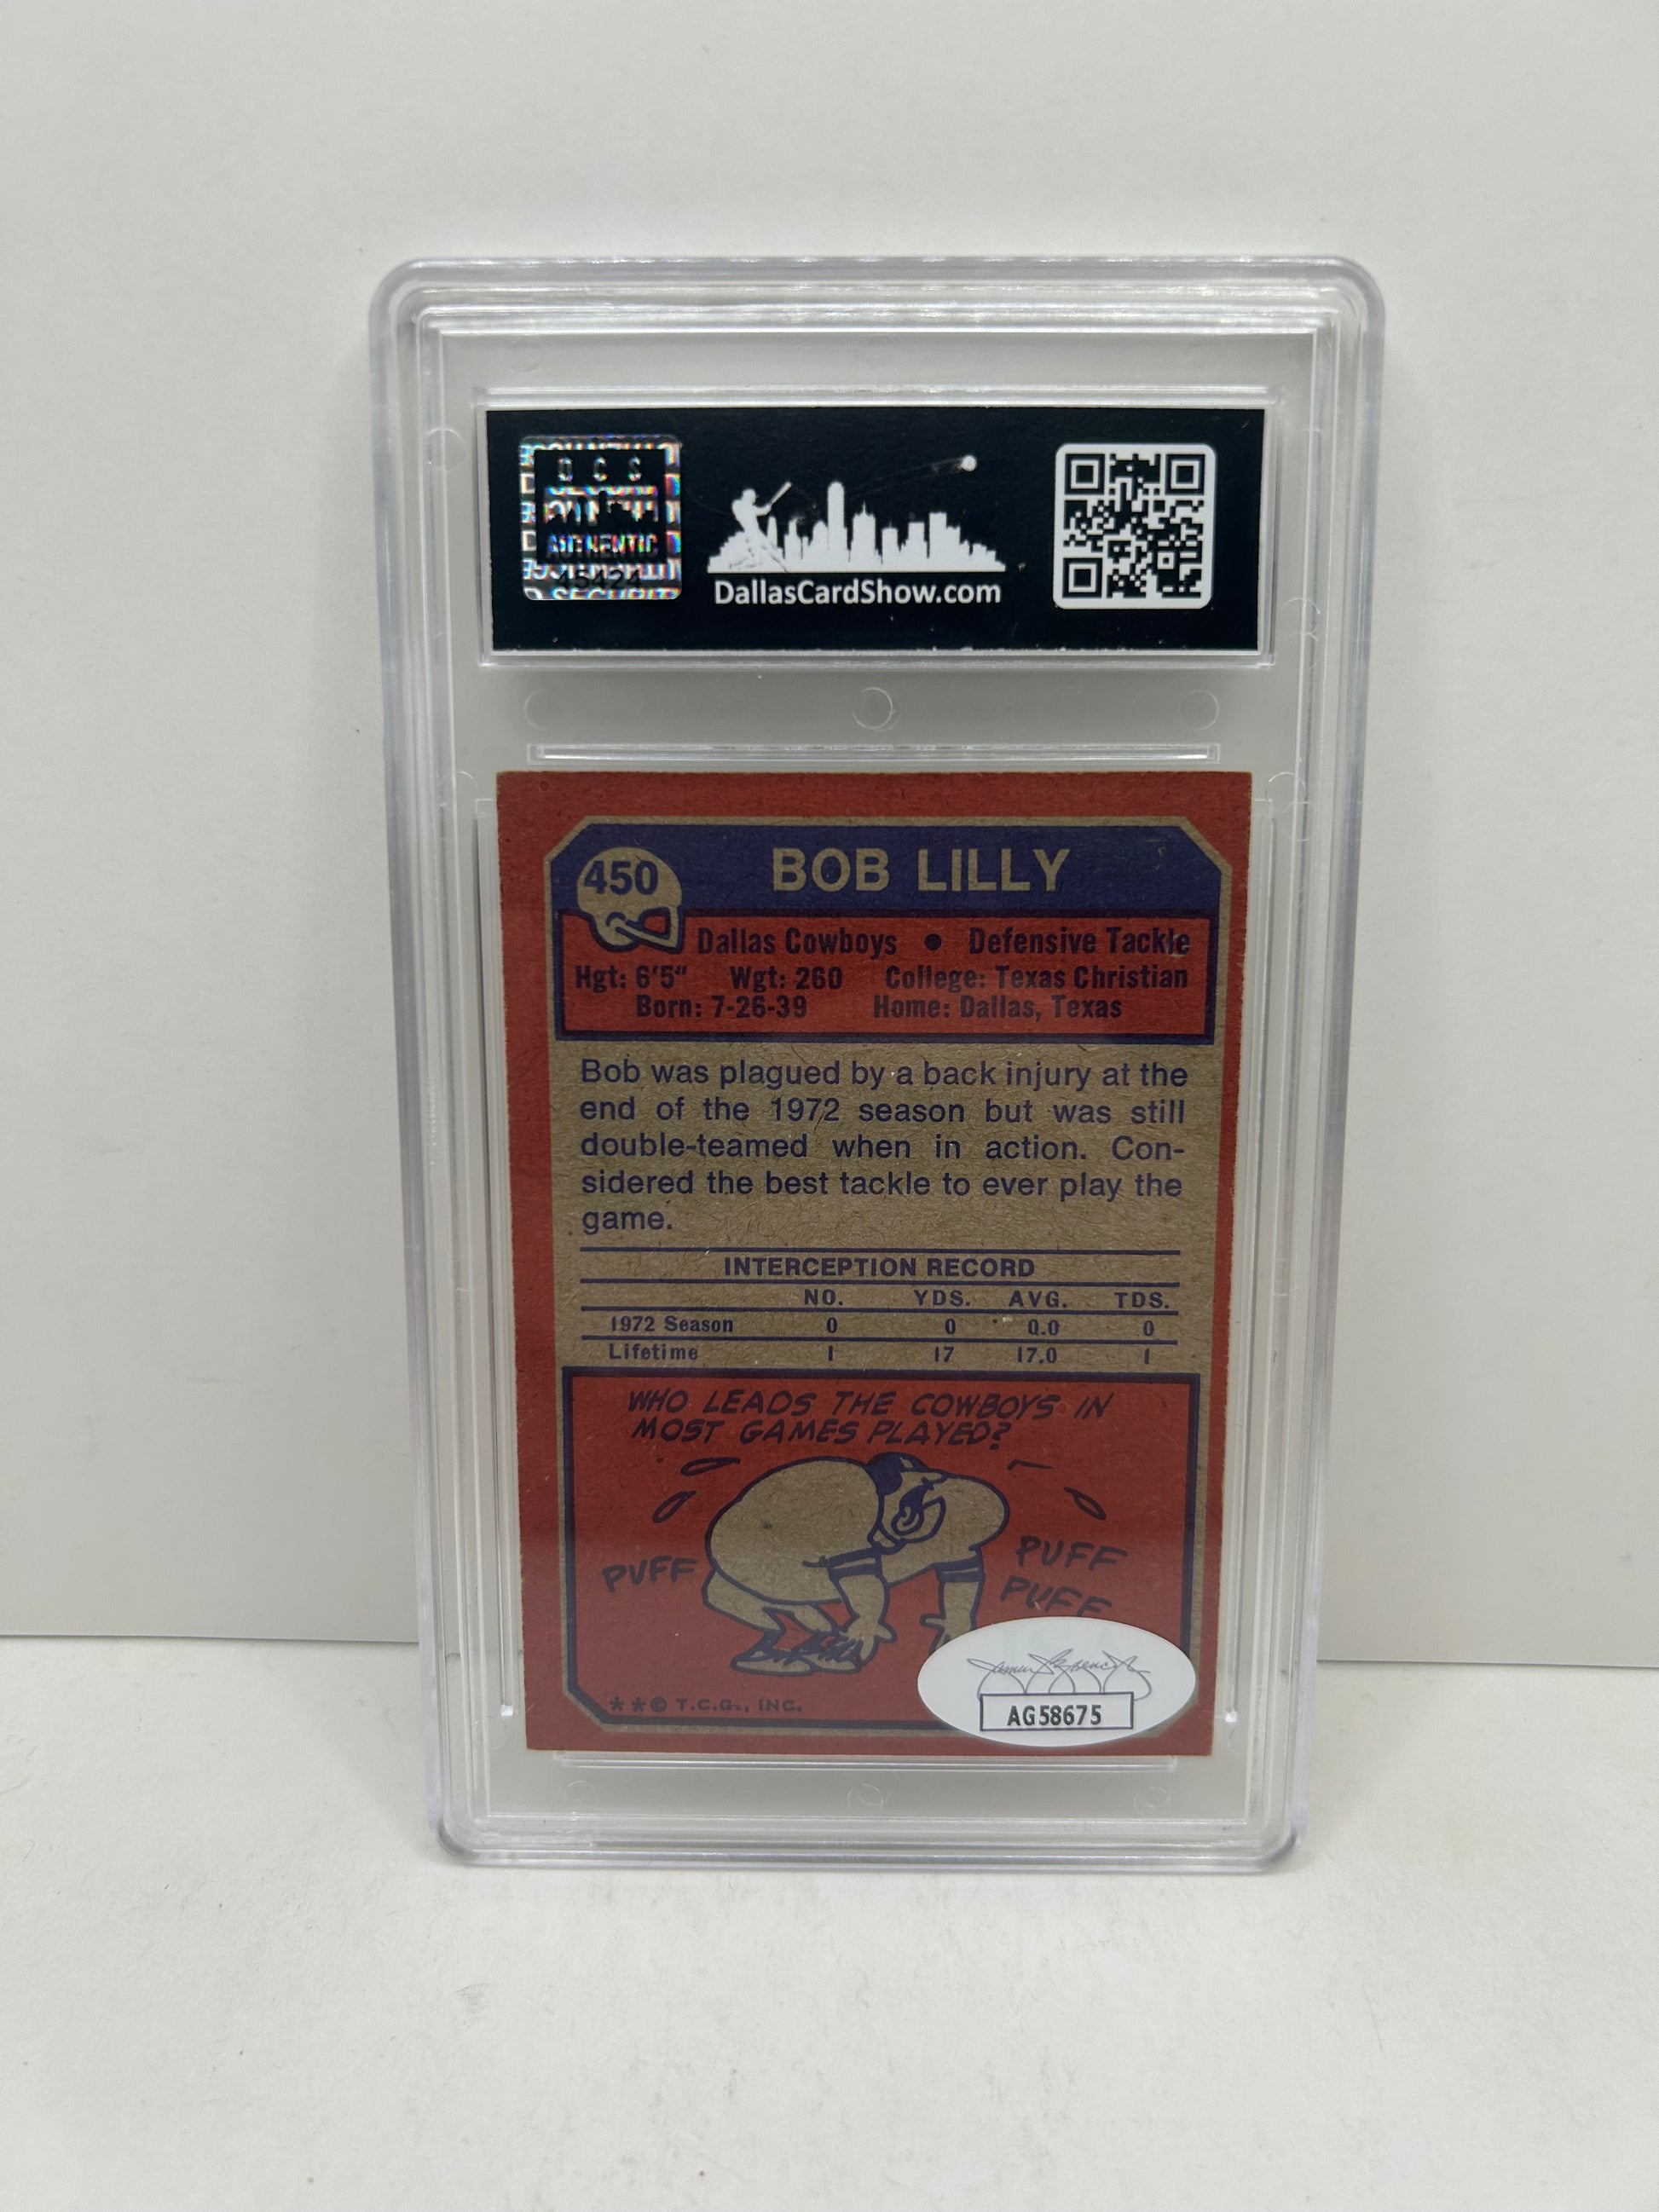 DCS
AUTHENTIC
45424
DallasCardShow.com
450
BOB LILLY
Dallas Cowboys • Defensive Tackle
Hgt: 6'5" Wgt: 260 College: Texas Christian
Born: 7-26-39 Home: Dallas, Texas
Bob was plagued by a back injury at the
end of the 1972 season but was still
double-teamed when in action. Con-
sidered the best tackle to ever play the
game.
INTERCEPTION RECORD
NO. YDS. AVG. TDS.
1972 Season 0 0 0.0 0
Lifetime 1 17 17.0 1
WHO LEADS THE COWBOYS IN
MOST GAMES PLAYED?
PUFF
PUFF
PUFF
**© T.C.G., INC.
AG58675